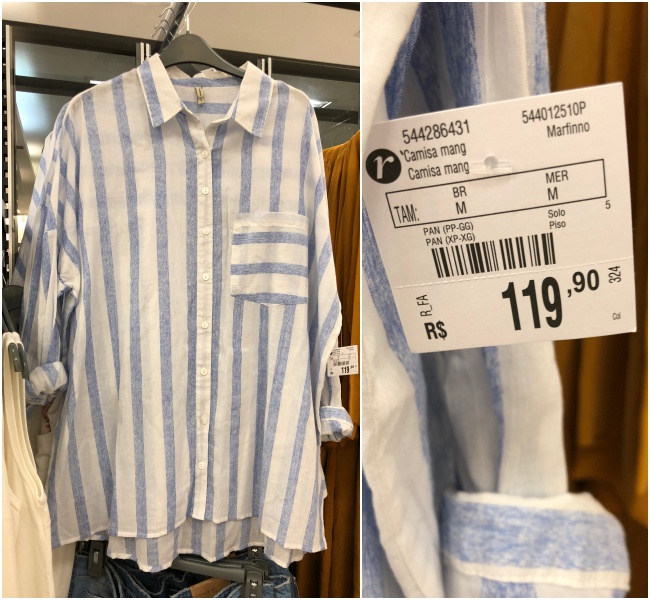 119
544286431
544012510P
r
*Camisa mang
Marfinno
Camisa mang
BR
MER
TAM:
M
M
PAN (PP-GG)
Solo
5
PAN (XP-XG)
Piso
R_FA
R$
119,90
324
Col